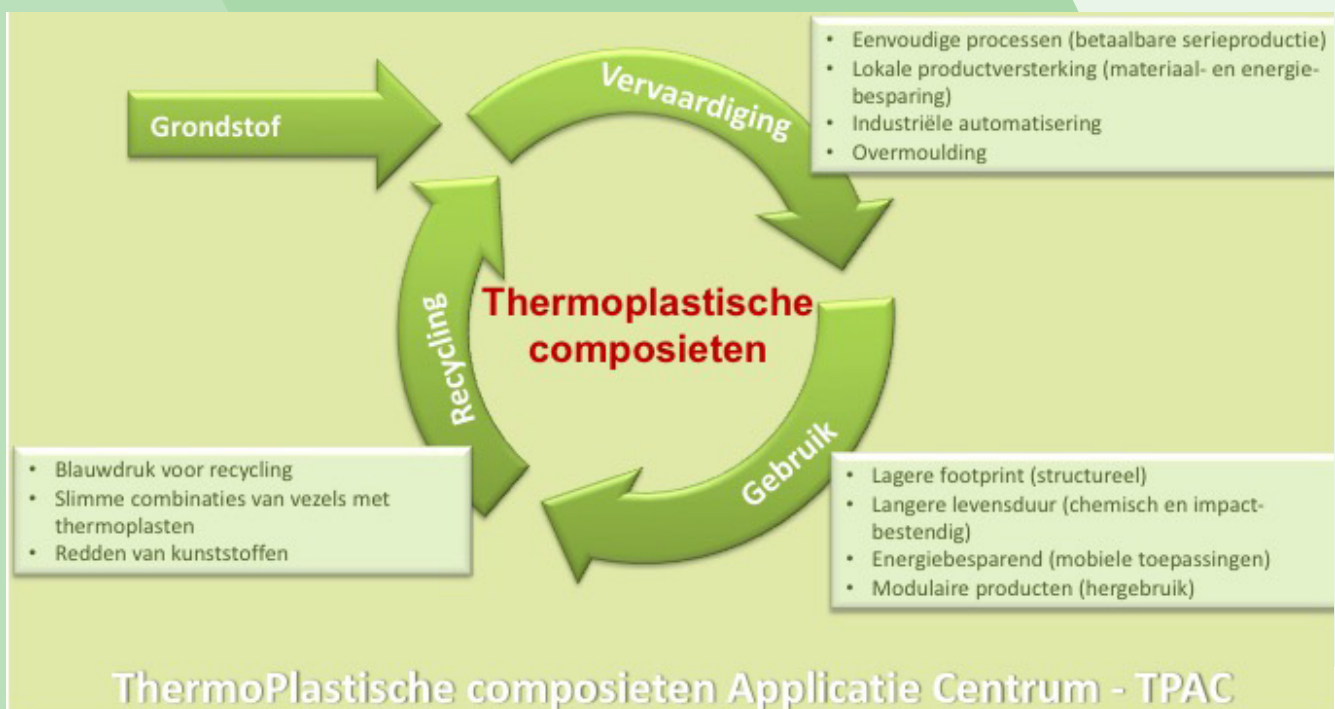 Grondstof
Vervaardiging
• Eenvoudige processen (betaalbare serieproductie)
• Lokale productversterking (materiaal- en energie-
besparing)
• Industriële automatisering
• Overmoulding
Thermoplastische
composieten
Recycling
Gebruik
• Blauwdruk voor recycling
• Slimme combinaties van vezels met
thermoplasten
• Redden van kunststoffen
• Lagere footprint (structureel)
• Langere levensduur (chemisch en impact-
bestendig)
• Energiebesparend (mobiele toepassingen)
• Modulaire producten (hergebruik)
ThermoPlastische composieten Applicatie Centrum - TPAC